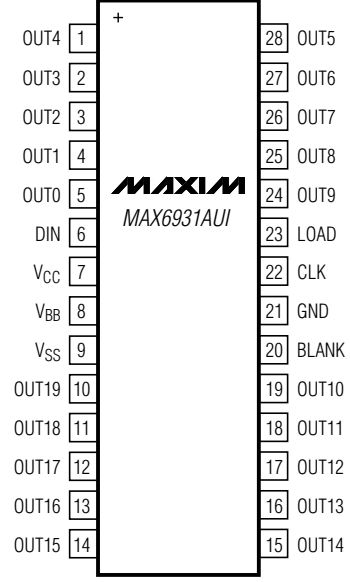 +
OUT4 1 28 OUT5
OUT3 2 27 OUT6
OUT2 3 26 OUT7
OUT1 4 25 OUT8
OUT0 5 MAXIM 24 OUT9
DIN 6 MAX6931AUI 23 LOAD
VCC 7 22 CLK
VBB 8 21 GND
VSS 9 20 BLANK
OUT19 10 19 OUT10
OUT18 11 18 OUT11
OUT17 12 17 OUT12
OUT16 13 16 OUT13
OUT15 14 15 OUT14